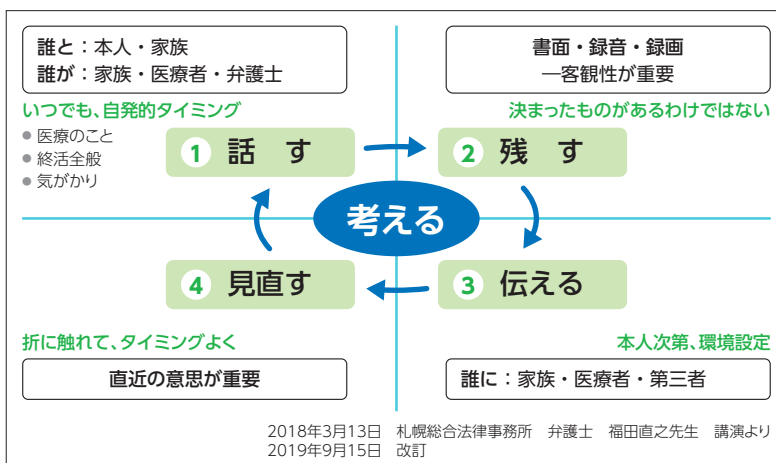 誰と：本人・家族
誰が：家族・医療者・弁護士
いつでも、自発的タイミング
● 医療のこと
● 終活全般
● 気がかり
1 話 す
書面・録音・録画
―客観性が重要
決まったものがあるわけではない
2 残 す
考える
3 伝える
本人次第、環境設定
誰に：家族・医療者・第三者
4 見直す
折に触れて、タイミングよく
直近の意思が重要
2018年3月13日 札幌総合法律事務所 弁護士 福田直之先生 講演より
2019年9月15日 改訂